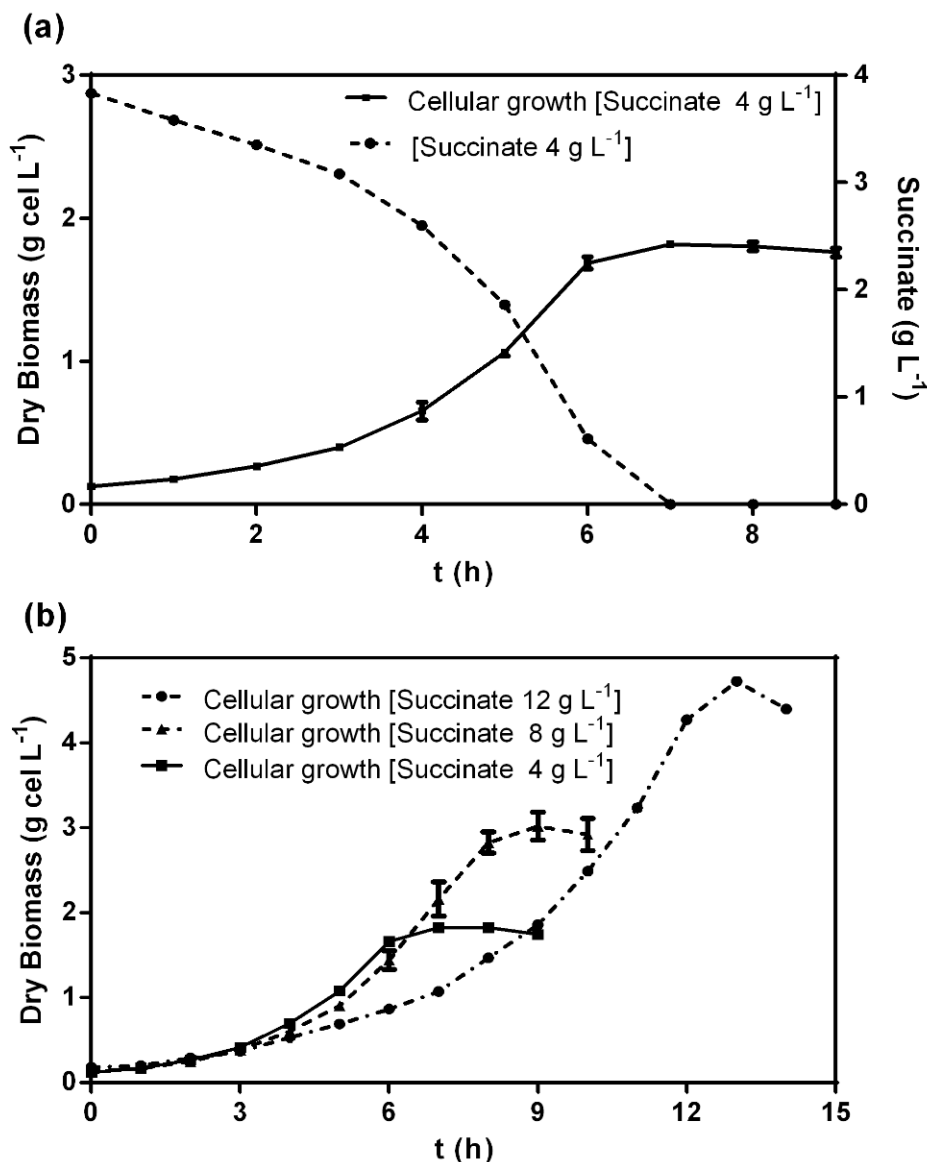 (a)
Cellular growth [Succinate 4 g L⁻¹]
[Succinate 4 g L⁻¹]
Dry Biomass (g cel L⁻¹)
3
2
1
0
Succinate (g L⁻¹)
4
3
2
1
0
0 2 4 6 8
t (h)
(b)
Cellular growth [Succinate 12 g L⁻¹]
Cellular growth [Succinate 8 g L⁻¹]
Cellular growth [Succinate 4 g L⁻¹]
Dry Biomass (g cel L⁻¹)
5
4
3
2
1
0
0 3 6 9 12 15
t (h)